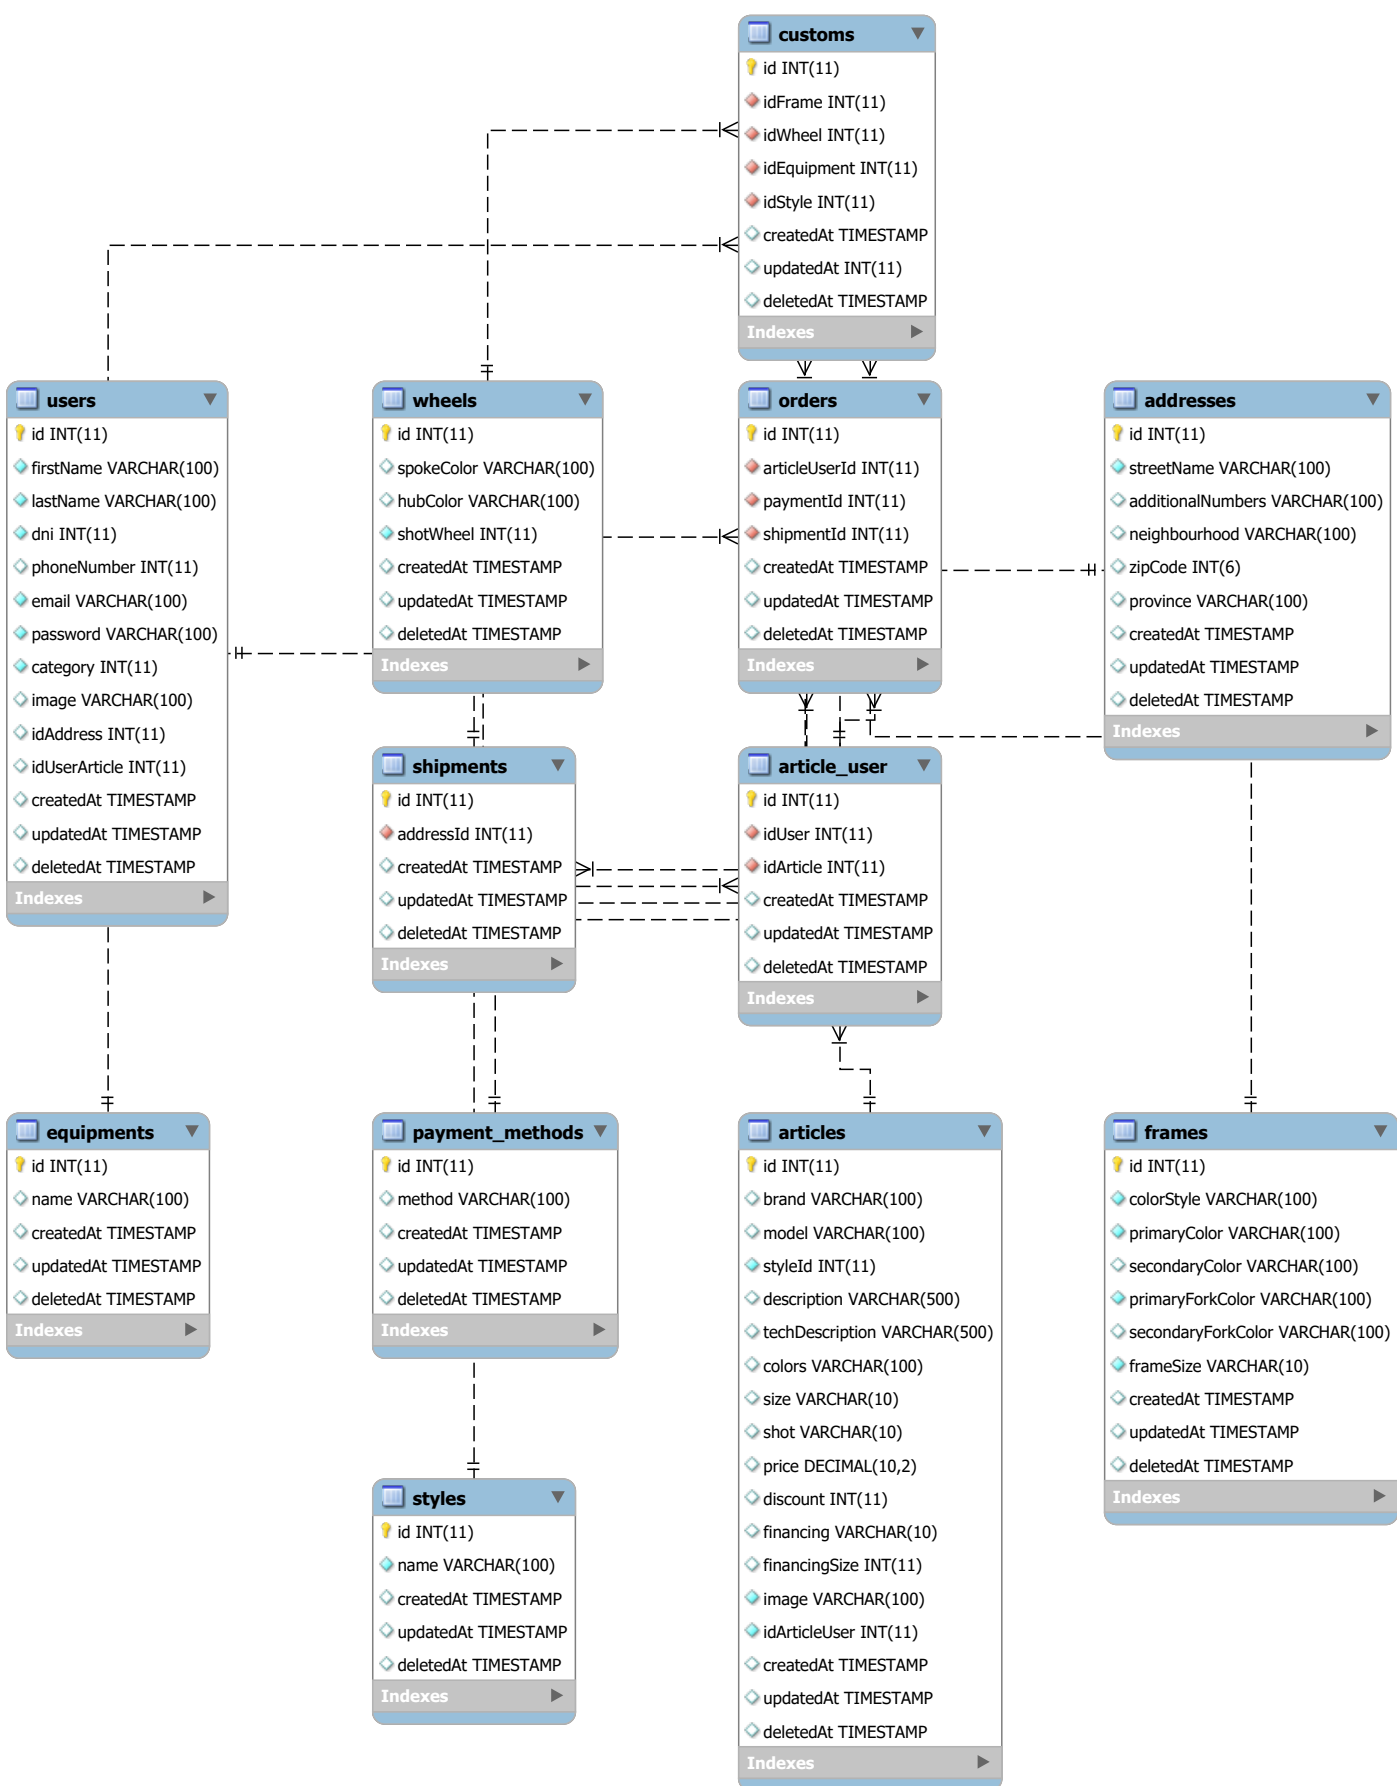 customs
id INT(11)
idFrame INT(11)
idWheel INT(11)
idEquipment INT(11)
idStyle INT(11)
createdAt TIMESTAMP
updatedAt INT(11)
deletedAt TIMESTAMP
Indexes
users
id INT(11)
firstName VARCHAR(100)
lastName VARCHAR(100)
dni INT(11)
phoneNumber INT(11)
email VARCHAR(100)
password VARCHAR(100)
category INT(11)
image VARCHAR(100)
idAddress INT(11)
idUserArticle INT(11)
createdAt TIMESTAMP
updatedAt TIMESTAMP
deletedAt TIMESTAMP
Indexes
wheels
id INT(11)
spokeColor VARCHAR(100)
hubColor VARCHAR(100)
shotWheel INT(11)
createdAt TIMESTAMP
updatedAt TIMESTAMP
deletedAt TIMESTAMP
Indexes
orders
id INT(11)
articleUserId INT(11)
paymentId INT(11)
shipmentId INT(11)
createdAt TIMESTAMP
updatedAt TIMESTAMP
deletedAt TIMESTAMP
Indexes
addresses
id INT(11)
streetName VARCHAR(100)
additionalNumbers VARCHAR(100)
neighbourhood VARCHAR(100)
zipCode INT(6)
province VARCHAR(100)
createdAt TIMESTAMP
updatedAt TIMESTAMP
deletedAt TIMESTAMP
Indexes
shipments
id INT(11)
addressId INT(11)
createdAt TIMESTAMP
updatedAt TIMESTAMP
deletedAt TIMESTAMP
Indexes
article_user
id INT(11)
idUser INT(11)
idArticle INT(11)
createdAt TIMESTAMP
updatedAt TIMESTAMP
deletedAt TIMESTAMP
Indexes
equipments
id INT(11)
name VARCHAR(100)
createdAt TIMESTAMP
updatedAt TIMESTAMP
deletedAt TIMESTAMP
Indexes
payment_methods
id INT(11)
method VARCHAR(100)
createdAt TIMESTAMP
updatedAt TIMESTAMP
deletedAt TIMESTAMP
Indexes
articles
id INT(11)
brand VARCHAR(100)
model VARCHAR(100)
styleId INT(11)
description VARCHAR(500)
techDescription VARCHAR(500)
colors VARCHAR(100)
size VARCHAR(10)
shot VARCHAR(10)
price DECIMAL(10,2)
discount INT(11)
financing VARCHAR(10)
financingSize INT(11)
image VARCHAR(100)
idArticleUser INT(11)
createdAt TIMESTAMP
updatedAt TIMESTAMP
deletedAt TIMESTAMP
Indexes
frames
id INT(11)
colorStyle VARCHAR(100)
primaryColor VARCHAR(100)
secondaryColor VARCHAR(100)
primaryForkColor VARCHAR(100)
secondaryForkColor VARCHAR(100)
frameSize VARCHAR(10)
createdAt TIMESTAMP
updatedAt TIMESTAMP
deletedAt TIMESTAMP
Indexes
styles
id INT(11)
name VARCHAR(100)
createdAt TIMESTAMP
updatedAt TIMESTAMP
deletedAt TIMESTAMP
Indexes